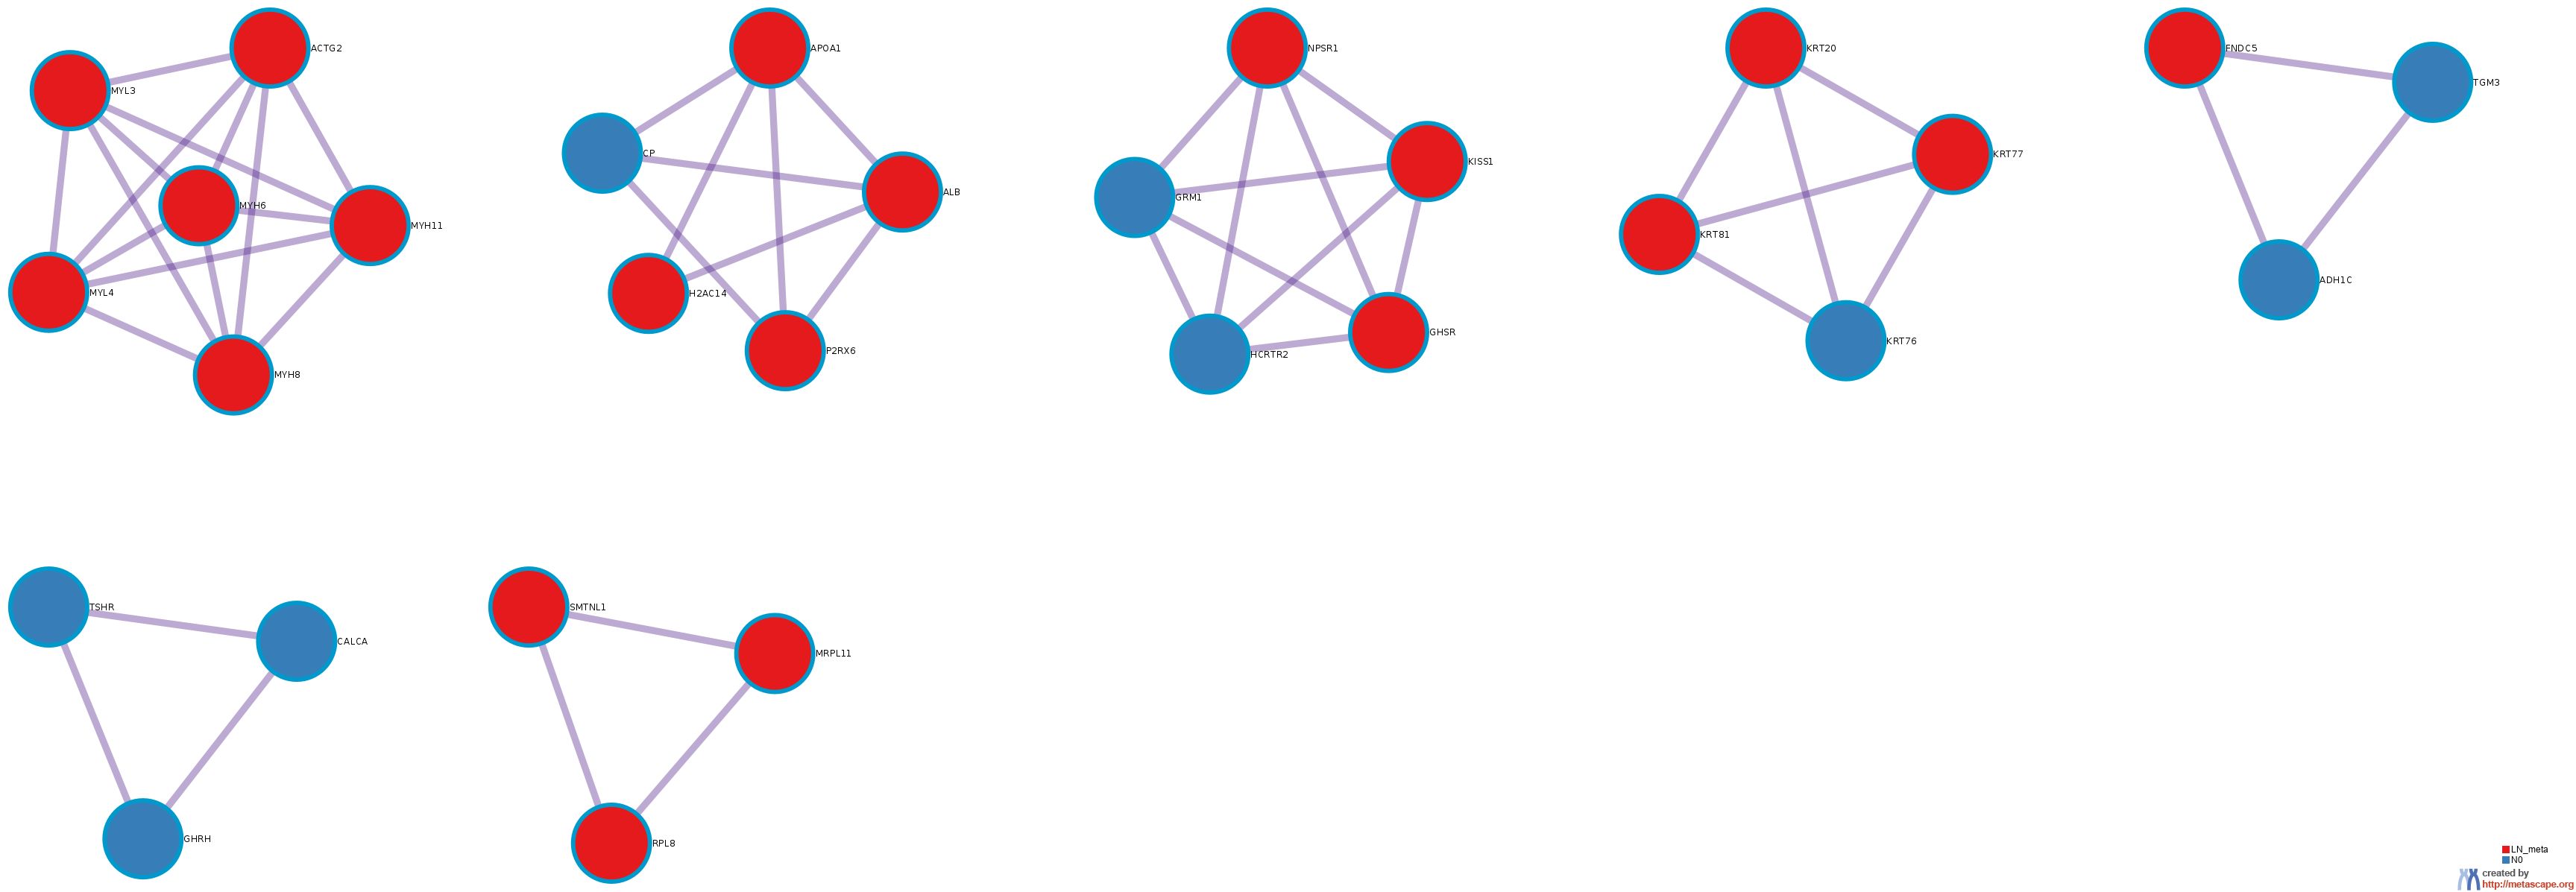 ACTG2
MYL3
MYH6
MYH11
MYL4
MYH8
APOA1
CP
ALB
H2AC14
P2RX6
NPSR1
KISS1
GRM1
GHSR
HCRTR2
KRT20
KRT77
KRT81
KRT76
FNDC5
TGM3
ADH1C
TSHR
CALCA
GHRH
SMTNL1
MRPL11
RPL8
LN_meta
N0
created by
http://metascape.org